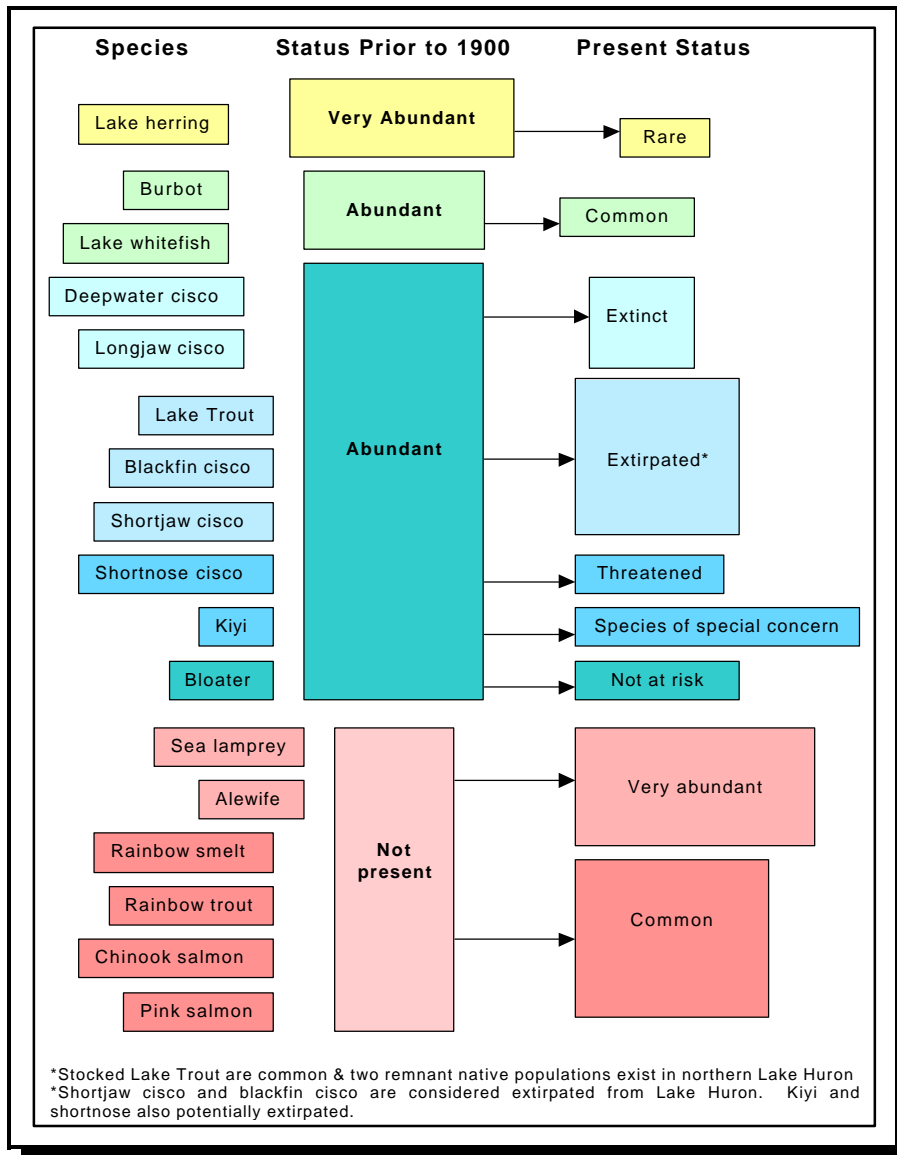 Species Status Prior to 1900 Present Status
Lake herring Very Abundant Rare
Burbot
Abundant Common
Lake whitefish
Deepwater cisco
Extinct
Longjaw cisco
Lake Trout
Abundant
Blackfin cisco Extirpated*
Shortjaw cisco
Shortnose cisco Threatened
Kiyi Species of special concern
Bloater Not at risk
Sea lamprey
Very abundant
Alewife
Rainbow smelt
Not
present
Rainbow trout
Common
Chinook salmon
Pink salmon
*Stocked Lake Trout are common & two remnant native populations exist in northern Lake Huron
*Shortjaw cisco and blackfin cisco are considered extirpated from Lake Huron. Kiyi and
shortnose also potentially extirpated.